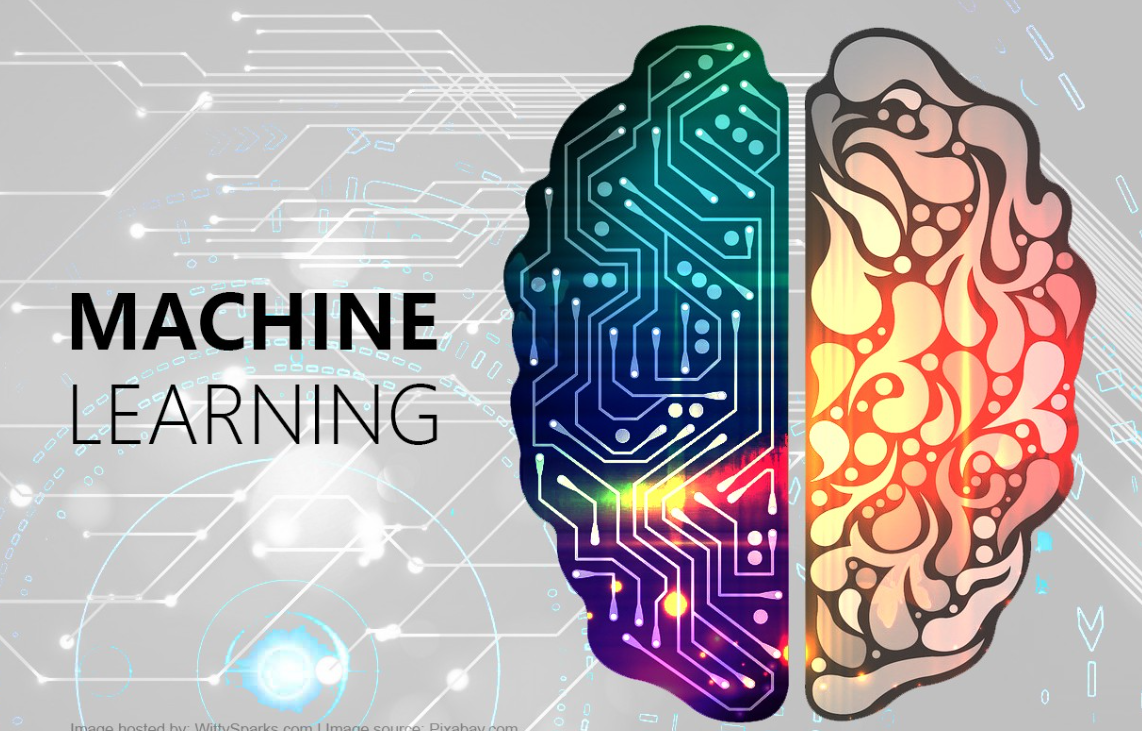 MACHINE
LEARNING
Image hosted by: WittySparks.com | Image source: Pixabay.com